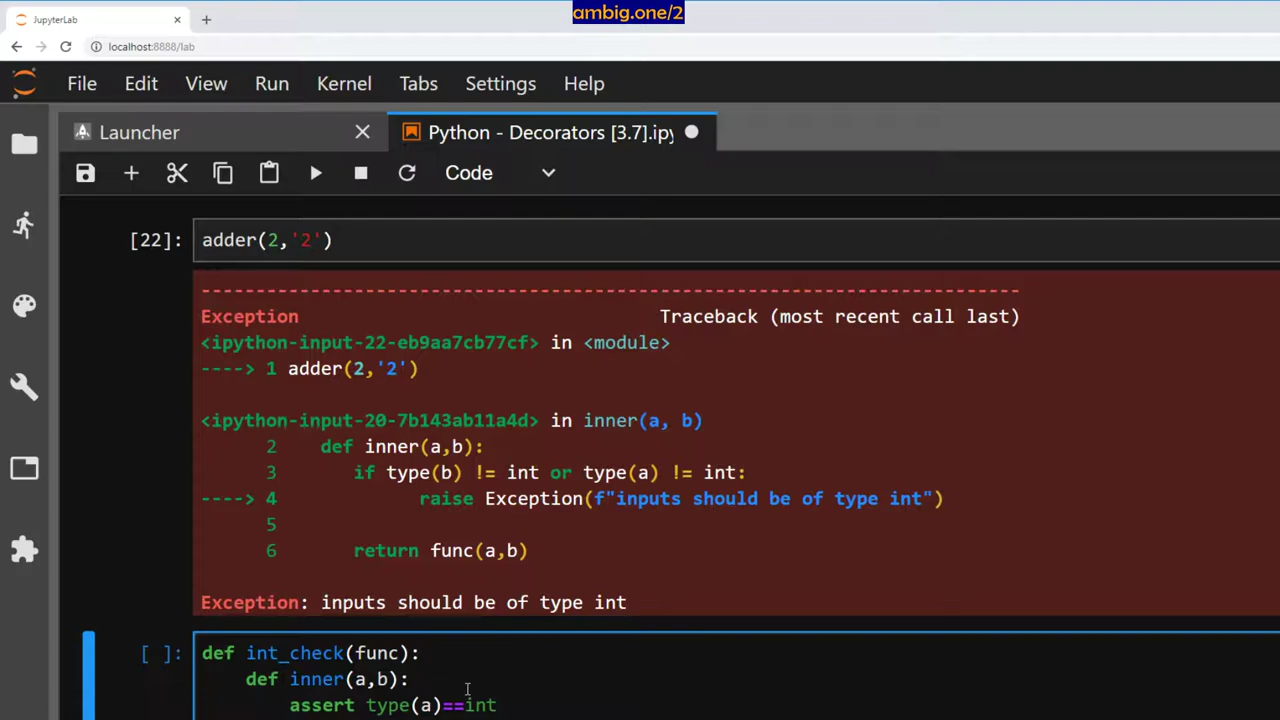 ambig.one/2
JupyterLab
localhost:8888/lab
File Edit View Run Kernel Tabs Settings Help
Launcher
Python - Decorators [3.7].ipy
Code
[22]: adder(2,'2')
---------------------------------------------------------------------------
Exception Traceback (most recent call last)
<ipython-input-22-eb9aa7cb77cf> in <module>
----> 1 adder(2,'2')
<ipython-input-20-7b143ab11a4d> in inner(a, b)
2 def inner(a,b):
3 if type(b) != int or type(a) != int:
----> 4 raise Exception(f"inputs should be of type int")
5
6 return func(a,b)
Exception: inputs should be of type int
[ ]: def int_check(func):
def inner(a,b):
assert type(a)==int